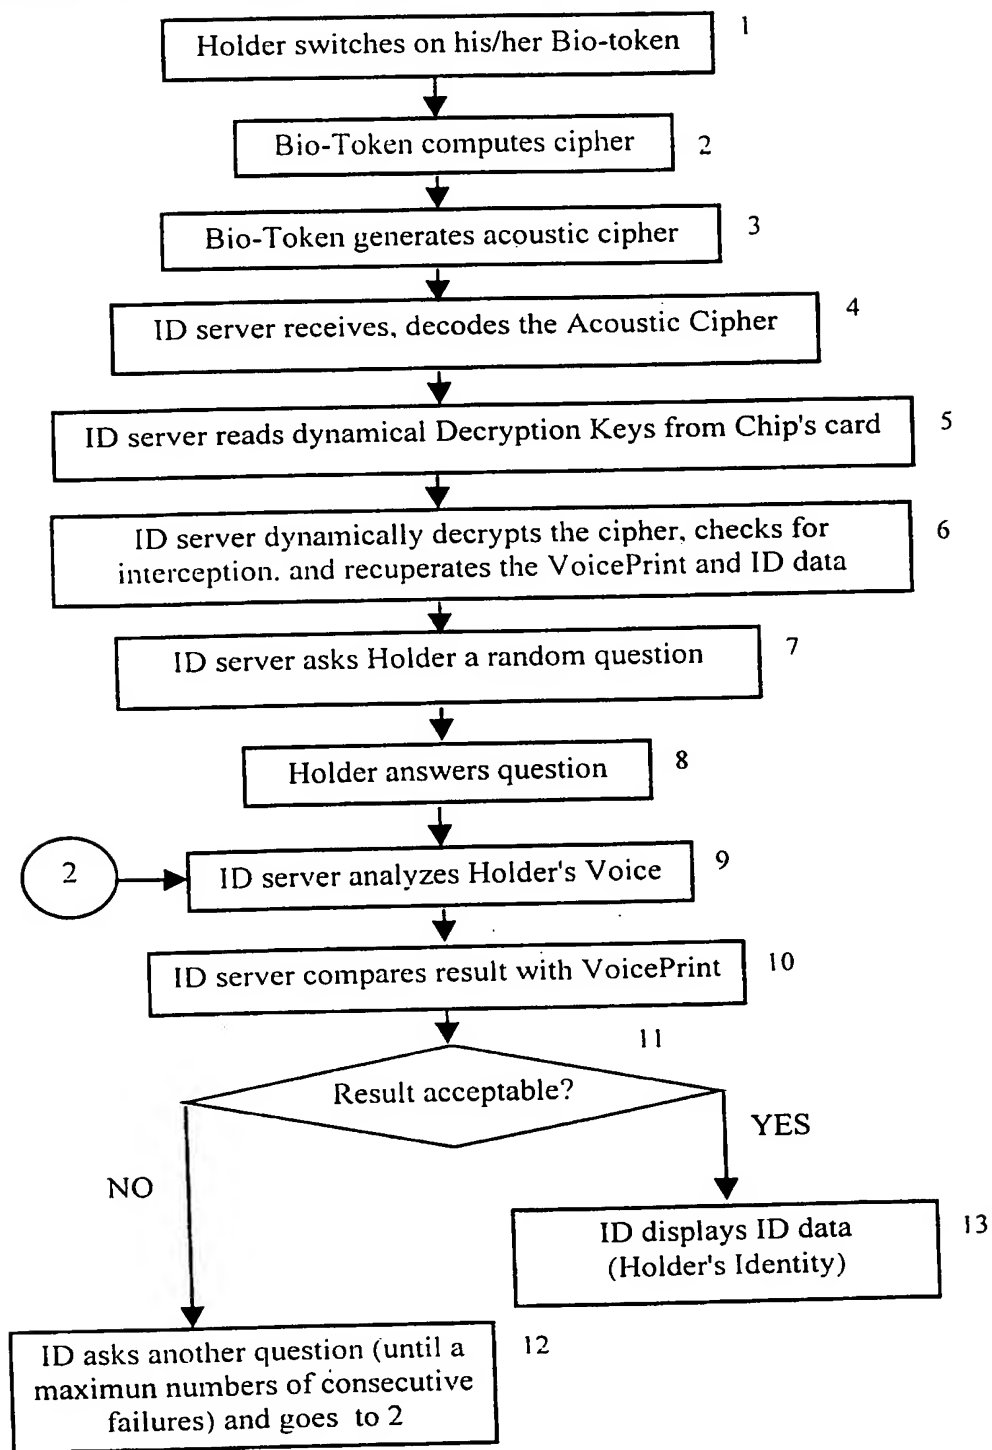 Holder switches on his/her Bio-token
1
Bio-Token computes cipher
2
Bio-Token generates acoustic cipher
3
ID server receives, decodes the Acoustic Cipher
4
ID server reads dynamical Decryption Keys from Chip's card
5
ID server dynamically decrypts the cipher, checks for
interception. and recuperates the VoicePrint and ID data
6
ID server asks Holder a random question
7
Holder answers question
8
2
ID server analyzes Holder's Voice
9
ID server compares result with VoicePrint
10
11
Result acceptable?
YES
NO
ID displays ID data
(Holder's Identity)
13
ID asks another question (until a
maximun numbers of consecutive
failures) and goes to 2
12